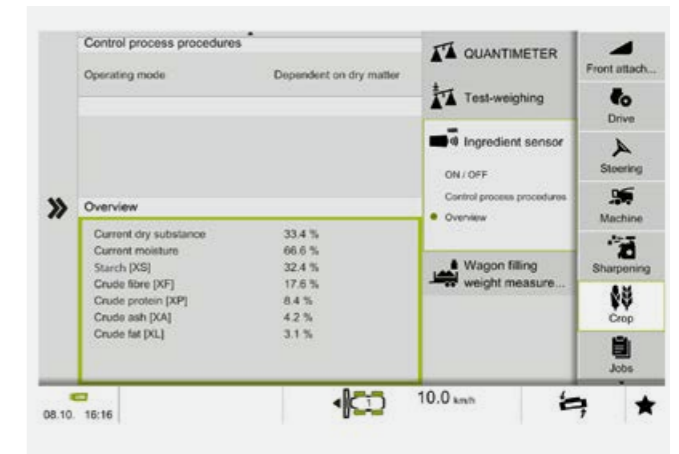 Control process procedures
Operating mode Dependent on dry matter
Overview
Current dry substance 33.4 %
Current moisture 66.6 %
Starch [XS] 32.4 %
Crude fibre [XF] 17.6 %
Crude protein [XP] 8.4 %
Crude ash [XA] 4.2 %
Crude fat [XL] 3.1 %
QUANTIMETER
Test-weighing
Ingredient sensor
ON / OFF
Control process procedures
Overview
Wagon filling
weight measure...
Front attach...
Drive
Steering
Machine
Sharpening
Crop
Jobs
08.10. 16:16
1
10.0 km/h